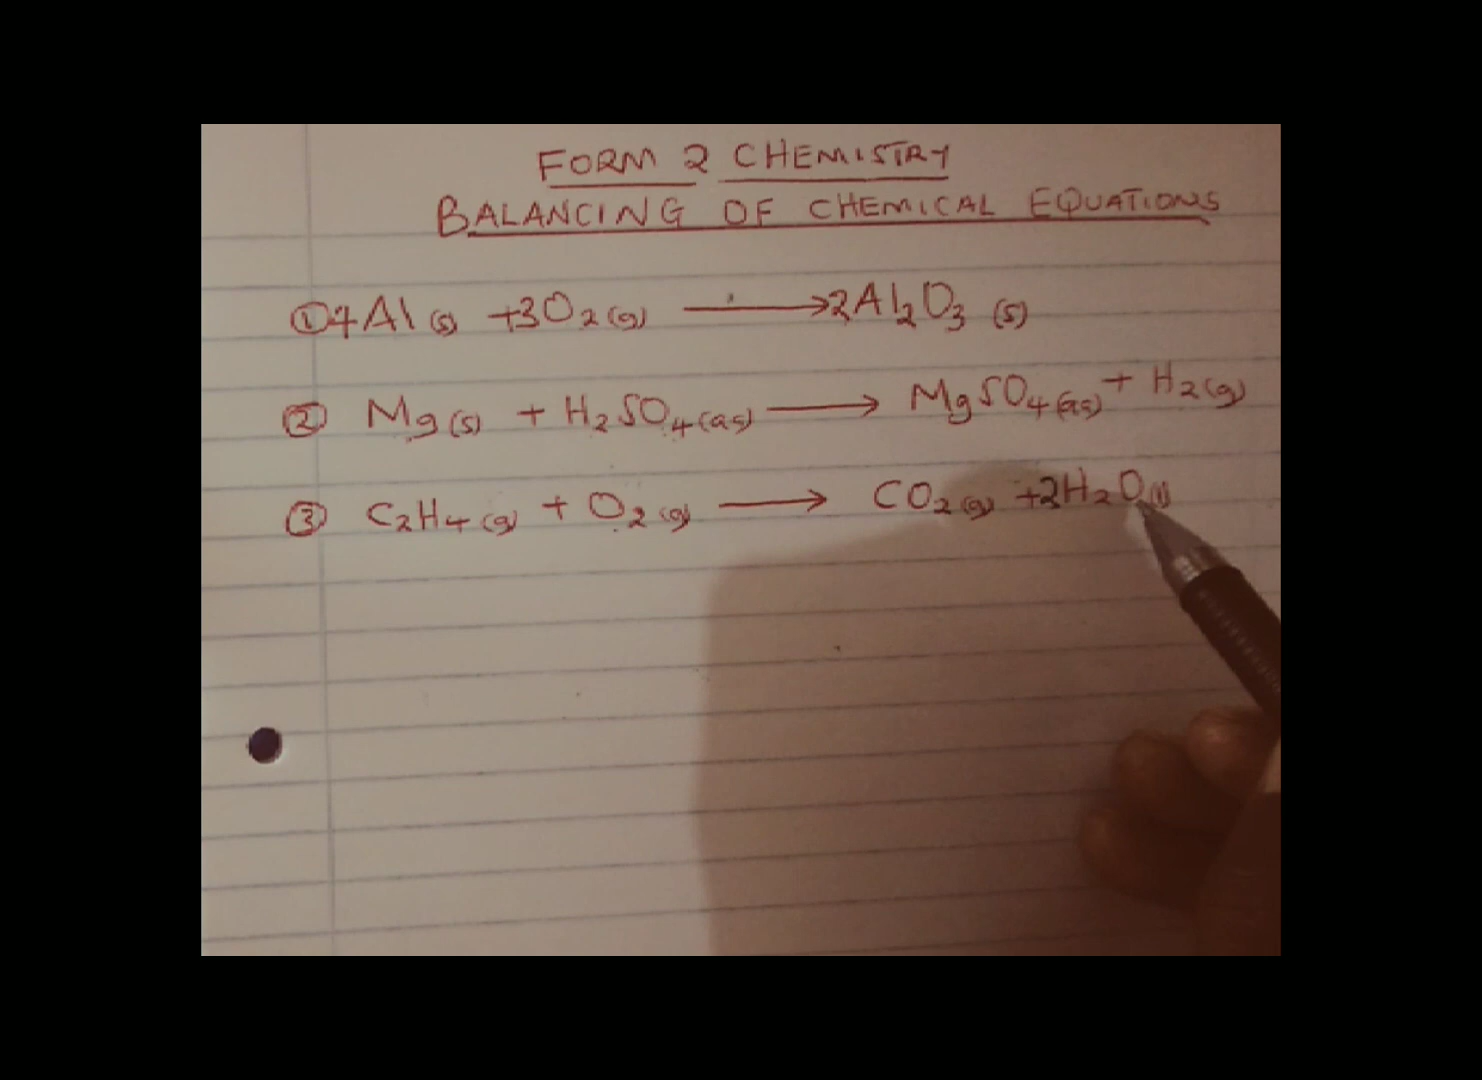 FORM 2 CHEMISTRY
BALANCING OF CHEMICAL EQUATIONS
① 4Al(s) + 3O₂(g) ⟶ 2Al₂O₃ (s)
② Mg(s) + H₂SO₄(aq) ⟶ MgSO₄(aq) + H₂(g)
③ C₂H₄(g) + O₂(g) ⟶ CO₂(g) + 2H₂O(l)